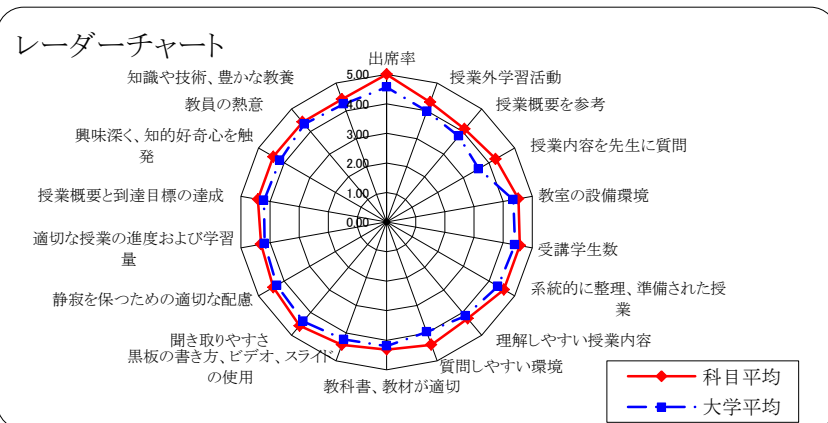 レーダーチャート
出席率
授業外学習活動
授業概要を参考
授業内容を先生に質問
教室の設備環境
受講学生数
系統的に整理、準備された授
業
理解しやすい授業内容
質問しやすい環境
教科書、教材が適切
黒板の書き方、ビデオ、スライド
の使用
聞き取りやすさ
静寂を保つための適切な配慮
適切な授業の進度および学習
量
授業概要と到達目標の達成
興味深く、知的好奇心を触
発
教員の熱意
知識や技術、豊かな教養
5.00
4.00
3.00
2.00
1.00
0.00
科目平均
大学平均